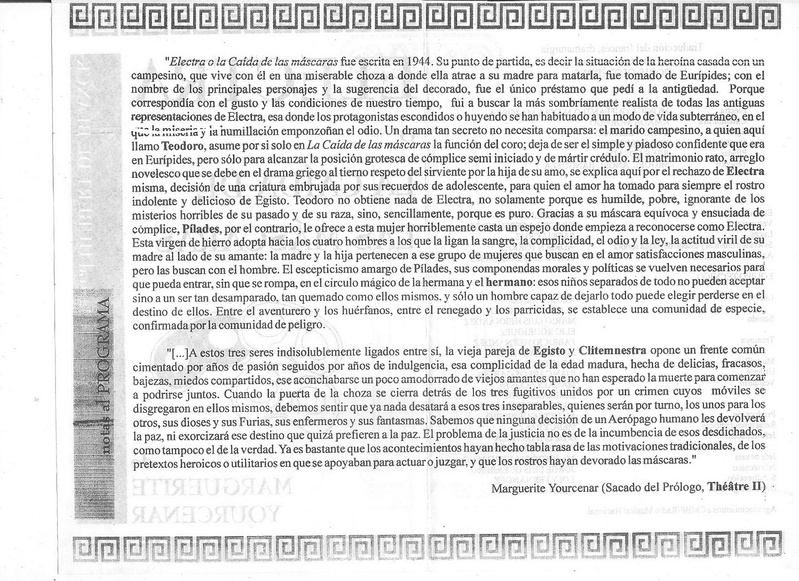 "Electra o la Caída de las máscaras fue escrita en 1944. Su punto de partida, es decir la situación de la heroína casada con un
campesino, que vive con él en una miserable choza a donde ella atrae a su madre para matarla, fue tomado de Eurípides; con el
nombre de los principales personajes y la sugerencia del decorado, fue el único préstamo que pedí a la antigüedad. Porque
correspondía con el gusto y las condiciones de nuestro tiempo, fui a buscar la más sombríamente realista de todas las antiguas
representaciones de Electra, esa donde los protagonistas escondidos o huyendo se han habituado a un modo de vida subterráneo, en el
que la miseria y la humillación emponzoñan el odio. Un drama tan secreto no necesita comparsa: el marido campesino, a quien aquí
llamo Teodoro, asume por si solo en La Caída de las máscaras la función del coro; deja de ser el simple y piadoso confidente que era
en Eurípides, pero sólo para alcanzar la posición grotesca de cómplice semi iniciado y de mártir crédulo. El matrimonio rato, arreglo
novelesco que se debe en el drama griego al tierno respeto del sirviente por la hija de su amo, se explica aquí por el rechazo de Electra
misma, decisión de una criatura embrujada por sus recuerdos de adolescente, para quien el amor ha tomado para siempre el rostro
indolente y delicioso de Egisto. Teodoro no obtiene nada de Electra, no solamente porque es humilde, pobre, ignorante de los
misterios horribles de su pasado y de su raza, sino, sencillamente, porque es puro. Gracias a su máscara equívoca y ensuciada de
cómplice, Pílades, por el contrario, le ofrece a esta mujer horriblemente casta un espejo donde empieza a reconocerse como Electra.
Esta virgen de hierro adopta hacia los cuatro hombres a los que la ligan la sangre, la complicidad, el odio y la ley, la actitud viril de su
madre al lado de su amante: la madre y la hija pertenecen a ese grupo de mujeres que buscan en el amor satisfacciones masculinas,
pero las buscan con el hombre. El escepticismo amargo de Pílades, sus componendas morales y políticas se vuelven necesarios para
que pueda entrar, sin que se rompa, en el circulo mágico de la hermana y el hermano: esos niños separados de todo no pueden aceptar
sino a un ser tan desamparado, tan quemado como ellos mismos. y sólo un hombre capaz de dejarlo todo puede elegir perderse en el
destino de ellos. Entre el aventurero y los huérfanos, entre el renegado y los parricidas, se establece una comunidad de especie,
confirmada por la comunidad de peligro.
"[...]A estos tres seres indisolublemente ligados entre sí, la vieja pareja de Egisto y Clitemnestra opone un frente común
cimentado por años de pasión seguidos por años de indulgencia, esa complicidad de la edad madura, hecha de delicias, fracasos,
bajezas, miedos compartidos, ese aconchabarse un poco amodorrado de viejos amantes que no han esperado la muerte para comenzar
a podrirse juntos. Cuando la puerta de la choza se cierra detrás de los tres fugitivos unidos por un crimen cuyos móviles se
disgregaron en ellos mismos, debemos sentir que ya nada desatará a esos tres inseparables, quienes serán por turno, los unos para los
otros, sus dioses y sus Furias, sus enfermeros y sus fantasmas. Sabemos que ninguna decisión de un Aerópago humano les devolverá
la paz, ni exorcizará ese destino que quizá prefieren a la paz. El problema de la justicia no es de la incumbencia de esos desdichados,
como tampoco el de la verdad. Ya es bastante que los acontecimientos hayan hecho tabla rasa de las motivaciones tradicionales, de los
pretextos heroicos o utilitarios en que se apoyaban para actuar o juzgar, y que los rostros hayan devorado las máscaras."
Marguerite Yourcenar (Sacado del Prólogo, Théâtre II)
notas al PROGRAMA
MARGUERITE
YOURCENAR